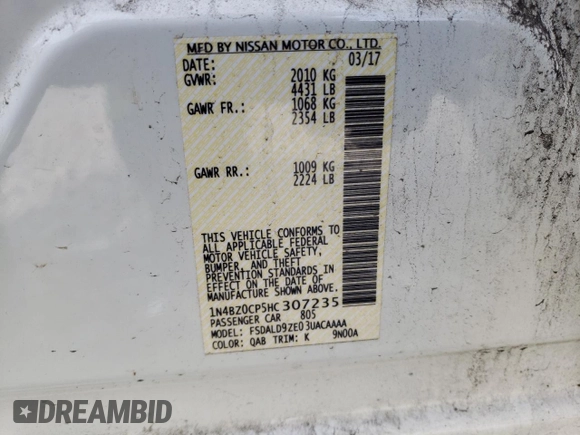 MFD BY NISSAN MOTOR CO., LTD.
DATE: 03/17
GVWR: 2010 KG
4431 LB
GAWR FR.: 1068 KG
2354 LB
GAWR RR.: 1009 KG
2224 LB
THIS VEHICLE CONFORMS TO
ALL APPLICABLE FEDERAL
MOTOR VEHICLE SAFETY,
BUMPER, AND THEFT
PREVENTION STANDARDS IN
EFFECT ON THE DATE OF
MANUFACTURE SHOWN ABOVE.
1N4BZ0CP5HC307235
PASSENGER CAR 805
MODEL: FSDALD9ZE03UACAAAA
COLOR: QAB TRIM: K 9N00A
DREAMBID